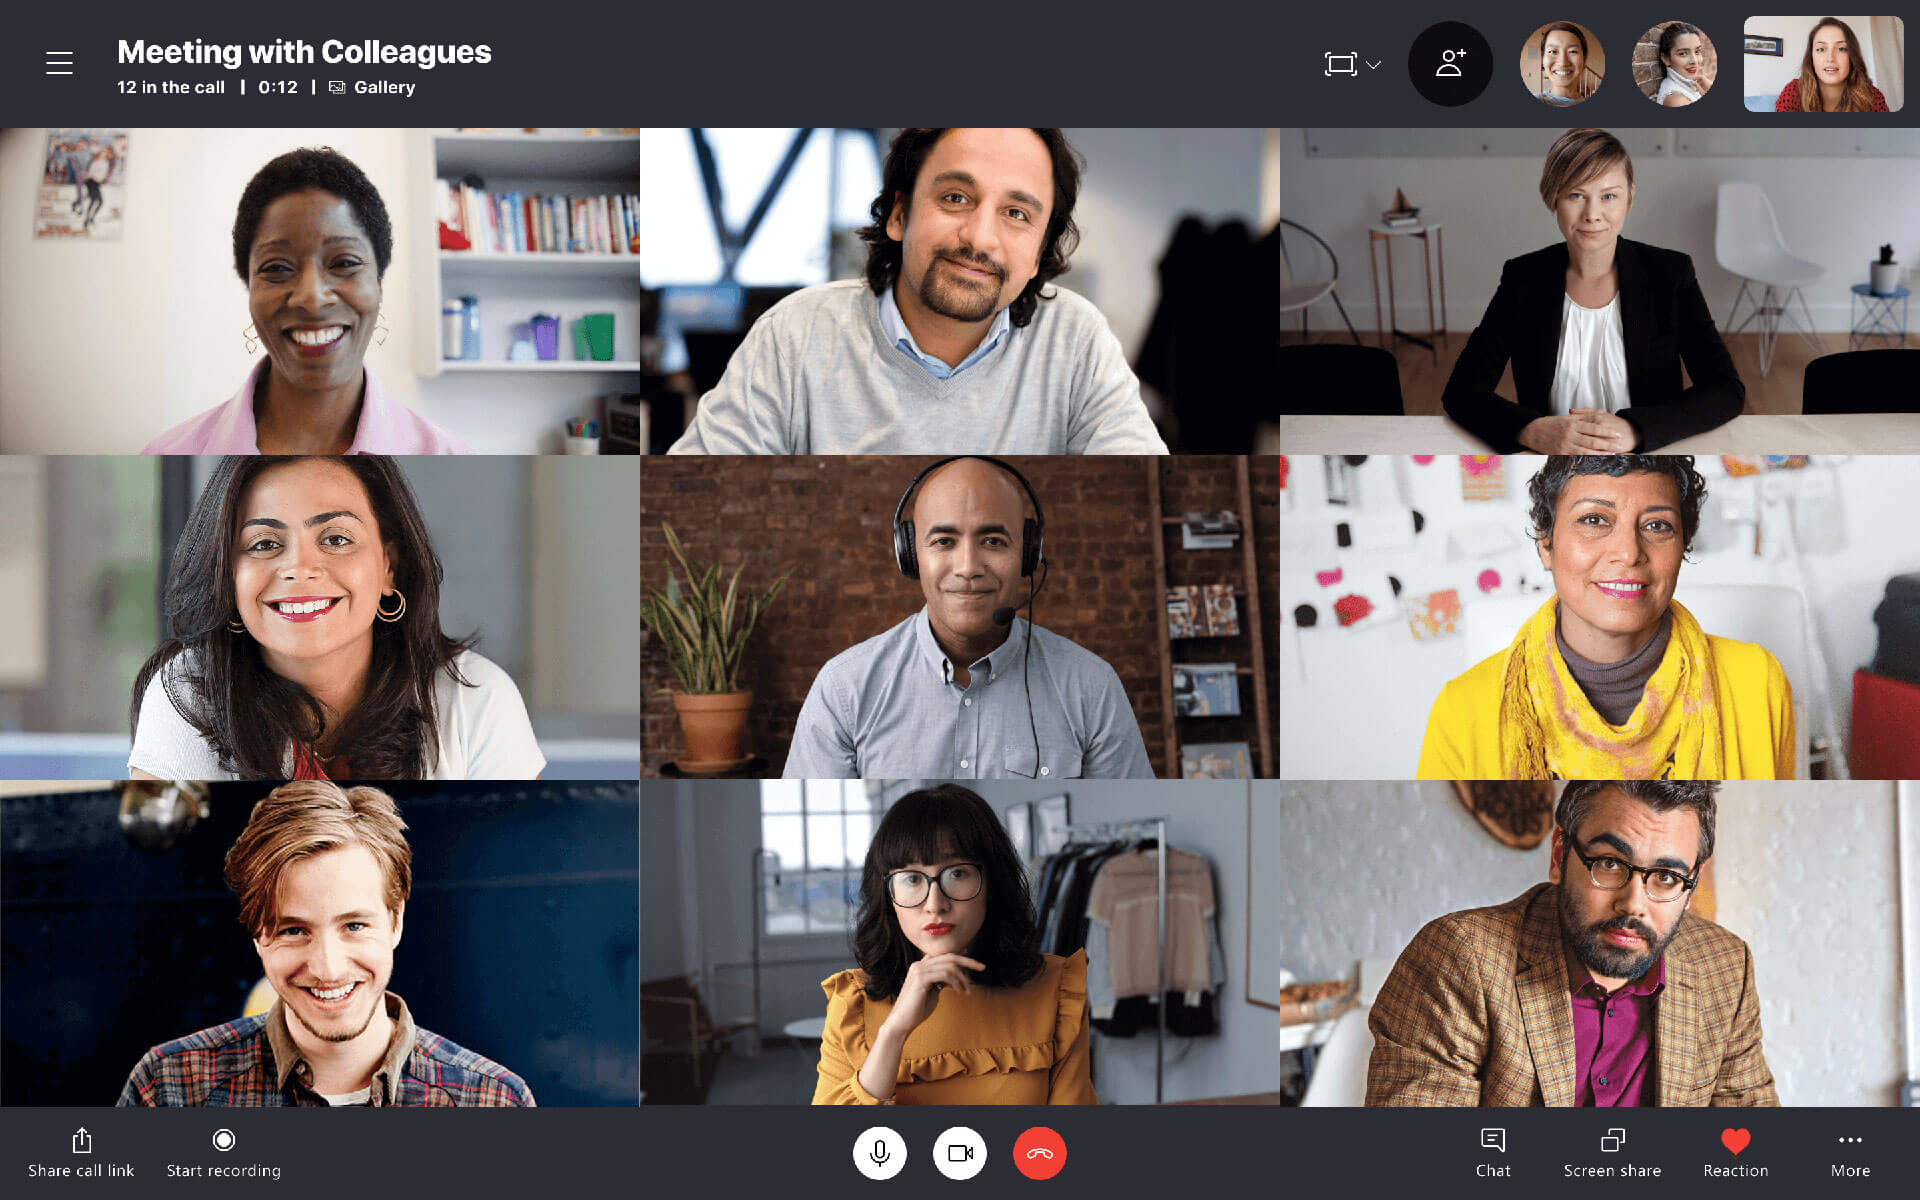 Meeting with Colleagues
12 in the call | 0:12 | Gallery
Share call link
Start recording
Chat
Screen share
Reaction
More